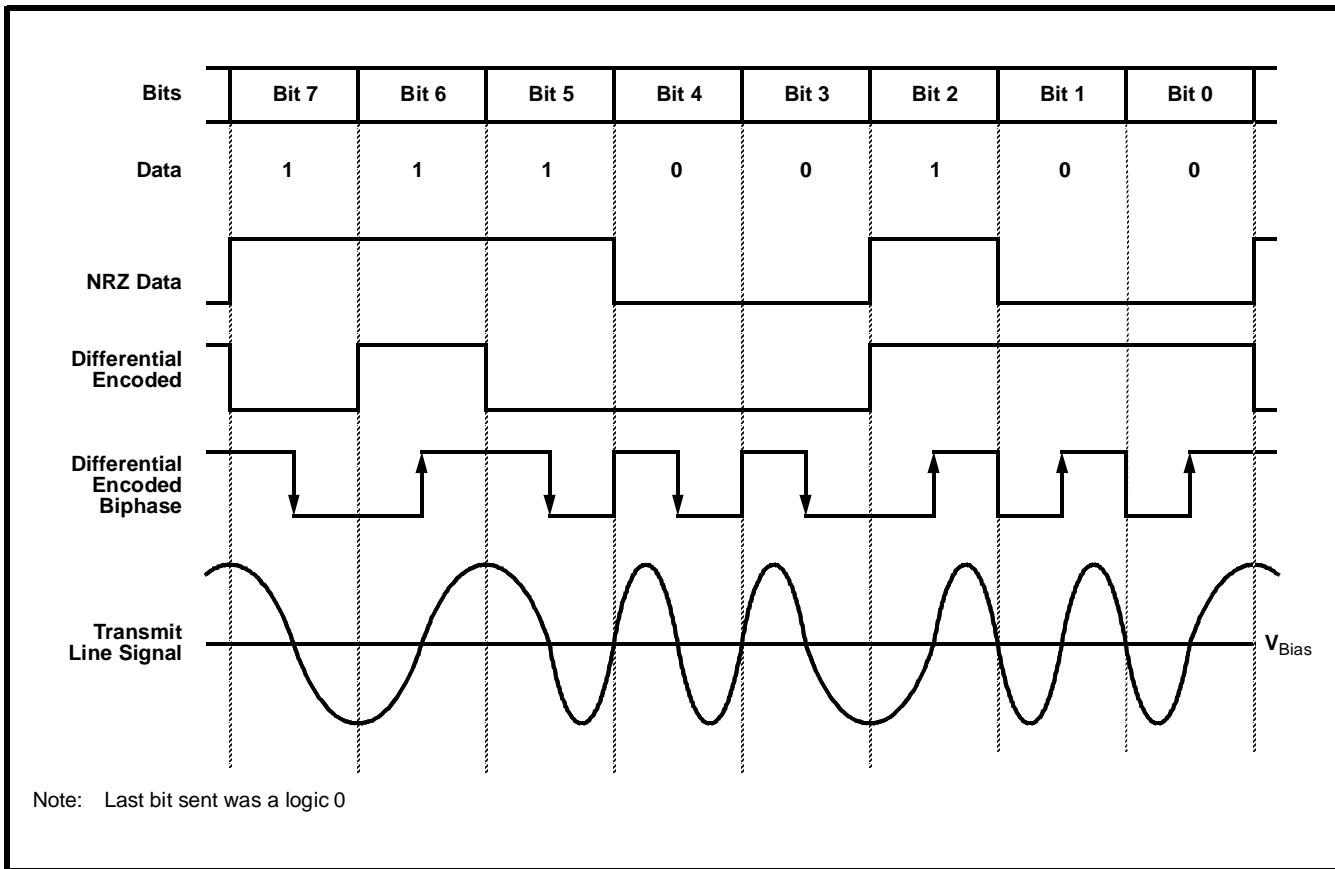 Bits Bit 7 Bit 6 Bit 5 Bit 4 Bit 3 Bit 2 Bit 1 Bit 0
Data 1 1 1 0 0 1 0 0
NRZ Data
Differential
Encoded
Differential
Encoded
Biphase
Transmit
Line Signal
VBias
Note: Last bit sent was a logic 0